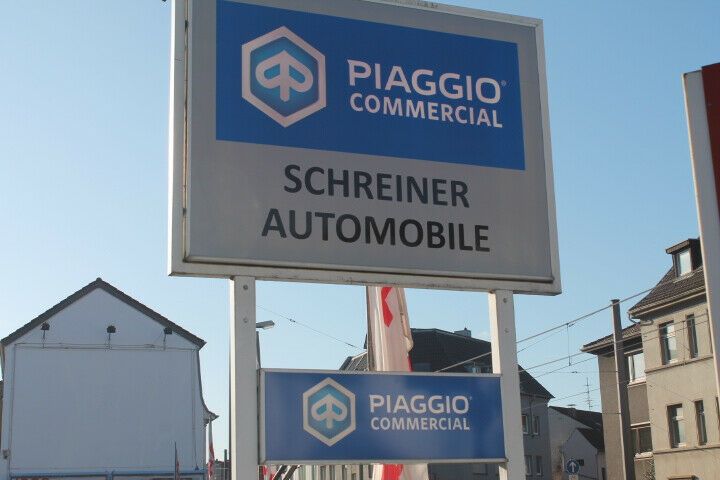 PIAGGIO®
COMMERCIAL
SCHREINER
AUTOMOBILE
PIAGGIO®
COMMERCIAL